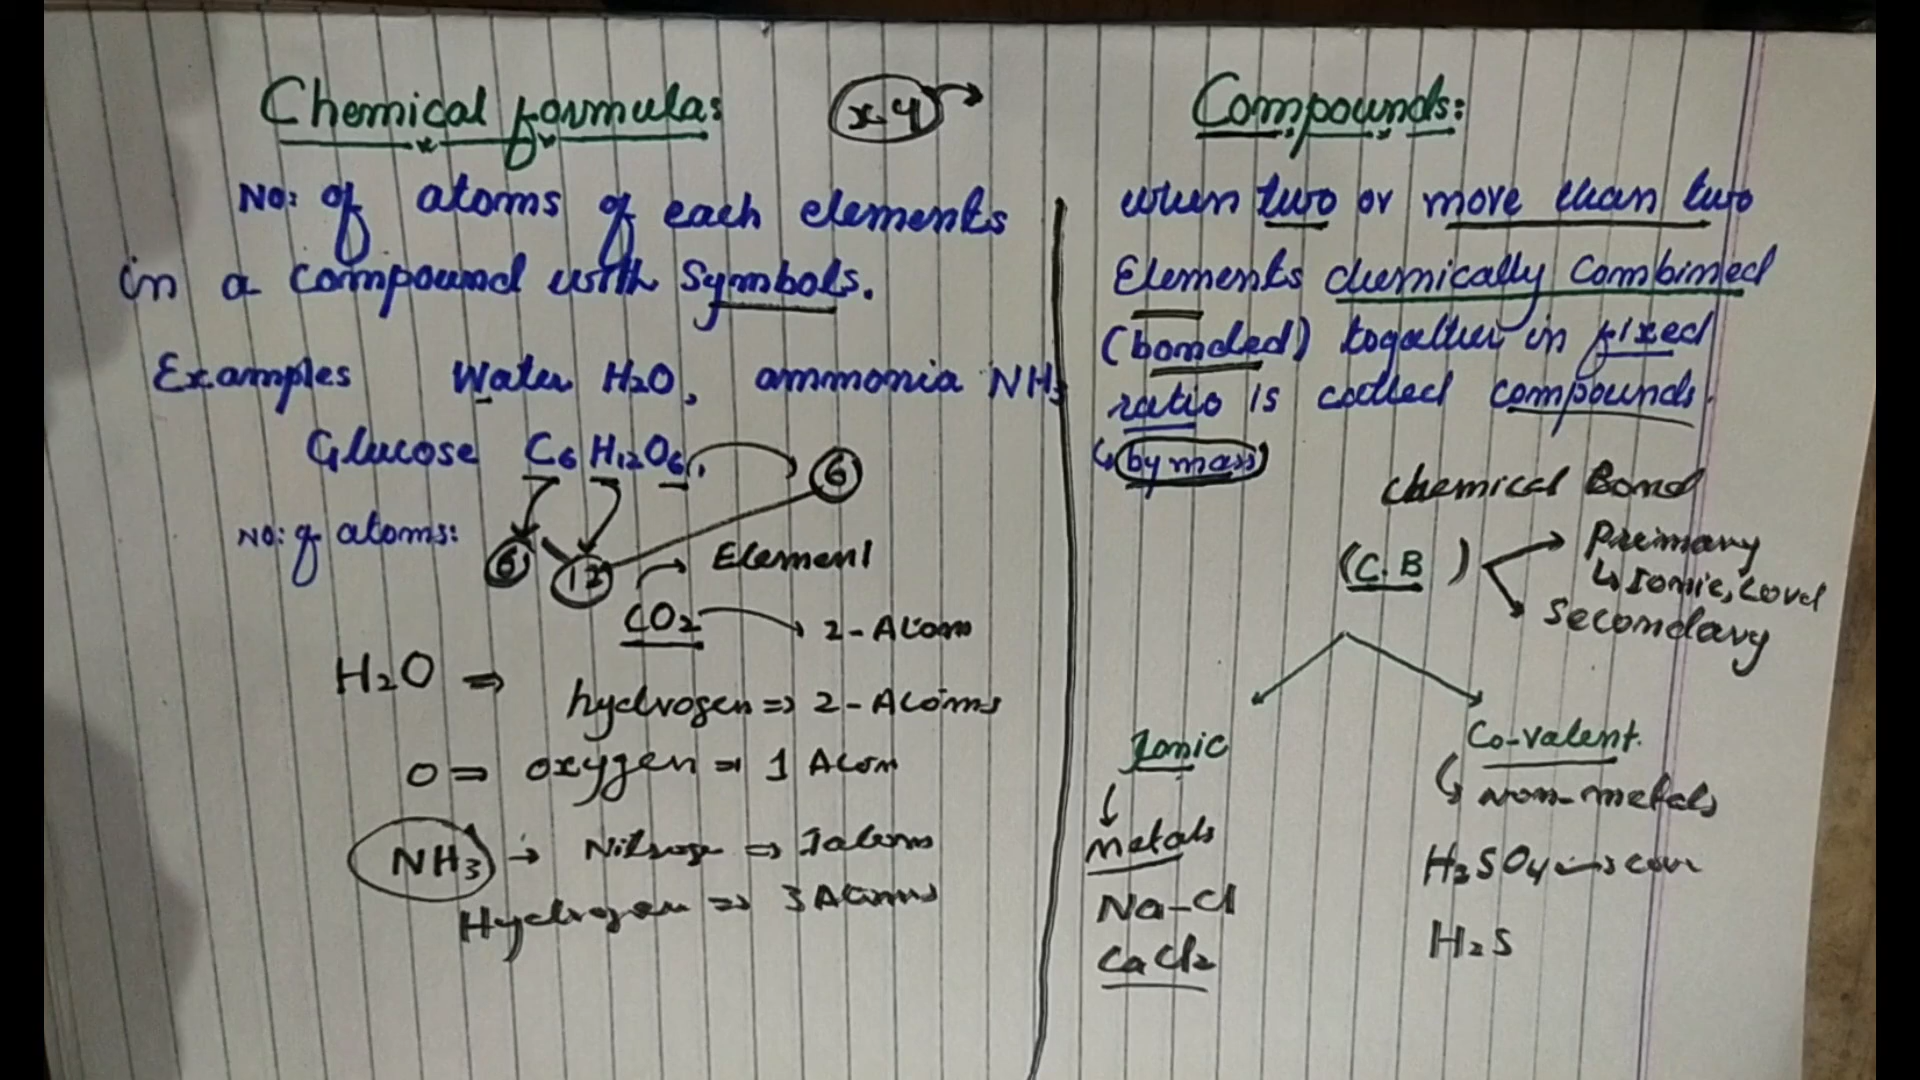 Chemical formula:
No: of atoms of each elements
in a compound with symbols.
Examples Water H2O, ammonia NH3
Glucose C6 H12 O6, 6
No: of atoms: 6 12
Element
CO2 2-Atom
H2O ⇒
hydrogen ⇒ 2-Atoms
O = oxygen ⇒ 1 Atom
NH3 → ⇒ 1 atom
Hydrogen ⇒ 3 Atoms
x-y →
Compounds:
when two or more than two
Elements chemically combined
(bonded) together in fixed
ratio is called compounds.
by mass
Chemical Bond
(C.B) Primary
Ionic, Covel
Secondary
Ionic
metals
Na-Cl
CaCl2
Co-valent.
Non-metals
H2SO4 → cov
H2S